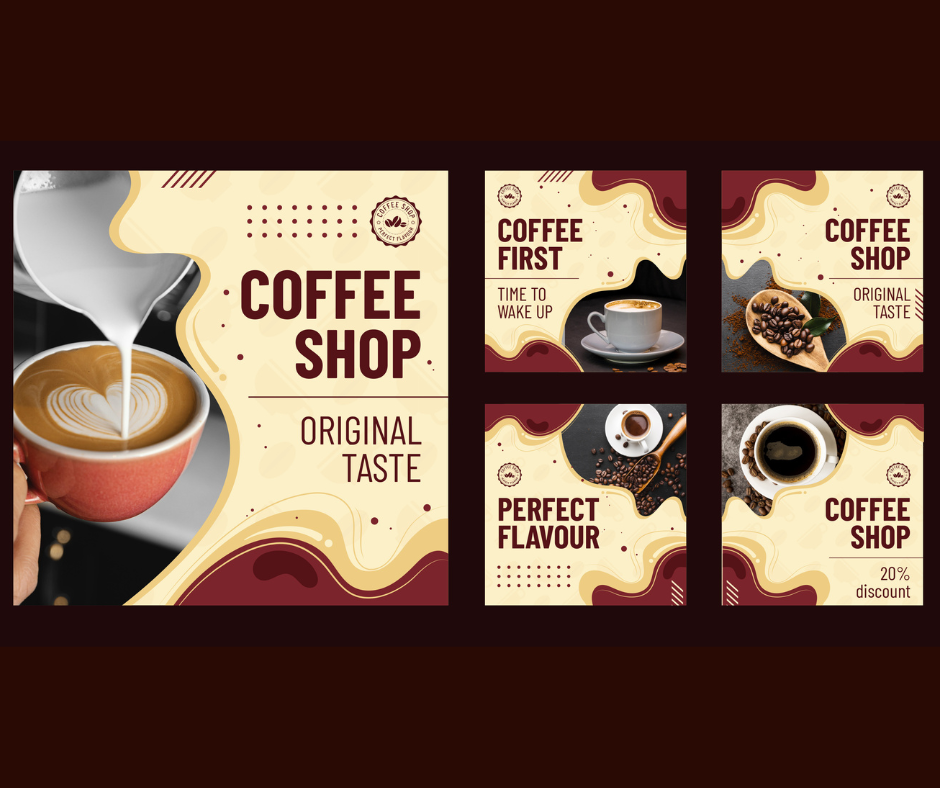 COFFEE SHOP
PERFECT FLAVOUR
COFFEE
SHOP
ORIGINAL
TASTE
COFFEE
FIRST
TIME TO
WAKE UP
COFFEE
SHOP
ORIGINAL
TASTE
PERFECT
FLAVOUR
COFFEE
SHOP
20%
discount